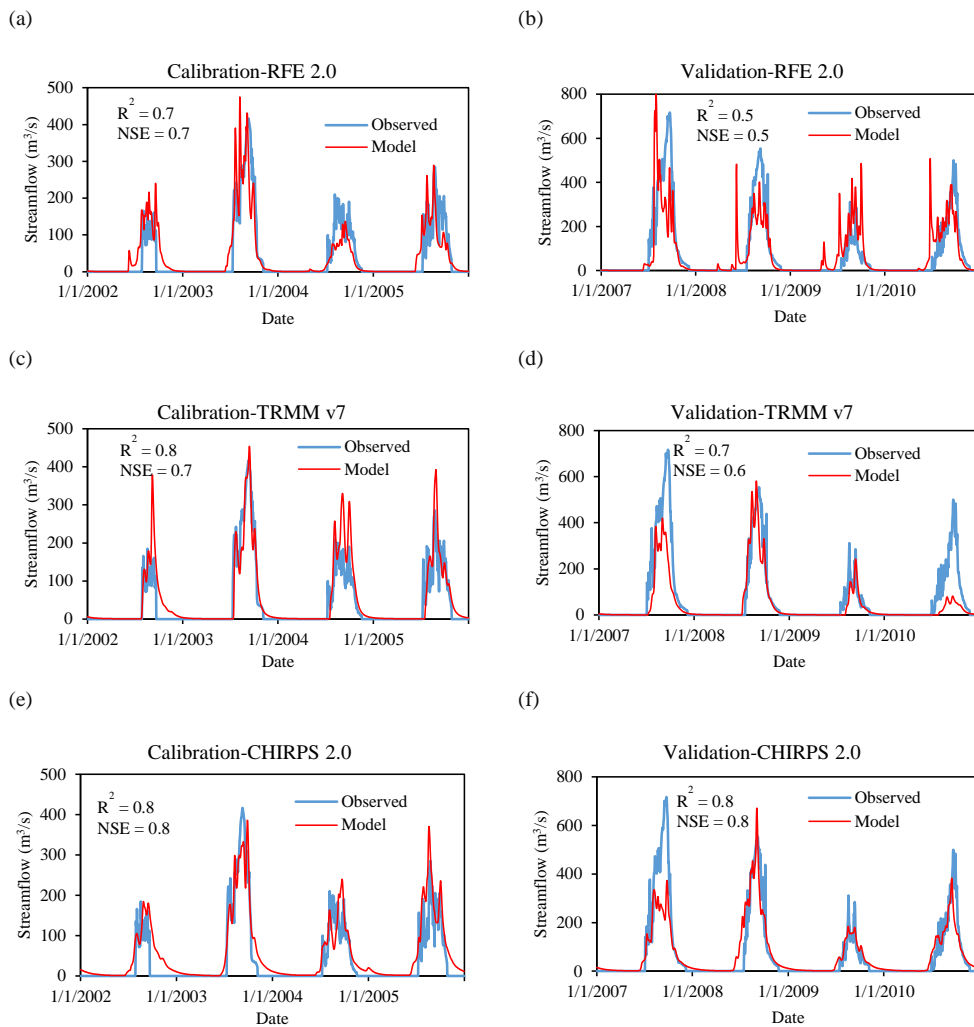 (a)
(b)
Calibration-RFE 2.0
Validation-RFE 2.0
500
400
300
200
100
0
Streamflow (m³/s)
R² = 0.7
NSE = 0.7
Observed
Model
1/1/2002
1/1/2003
1/1/2004
1/1/2005
Date
800
600
400
200
0
Streamflow (m³/s)
R² = 0.5
NSE = 0.5
Observed
Model
1/1/2007
1/1/2008
1/1/2009
1/1/2010
Date
(c)
(d)
Calibration-TRMM v7
Validation-TRMM v7
500
400
300
200
100
0
Streamflow (m³/s)
R² = 0.8
NSE = 0.7
Observed
Model
1/1/2002
1/1/2003
1/1/2004
1/1/2005
Date
800
600
400
200
0
Streamflow (m³/s)
R² = 0.7
NSE = 0.6
Observed
Model
1/1/2007
1/1/2008
1/1/2009
1/1/2010
Date
(e)
(f)
Calibration-CHIRPS 2.0
Validation-CHIRPS 2.0
500
400
300
200
100
0
Streamflow (m³/s)
R² = 0.8
NSE = 0.8
Observed
Model
1/1/2002
1/1/2003
1/1/2004
1/1/2005
Date
800
600
400
200
0
Streamflow (m³/s)
R² = 0.8
NSE = 0.8
Observed
Model
1/1/2007
1/1/2008
1/1/2009
1/1/2010
Date